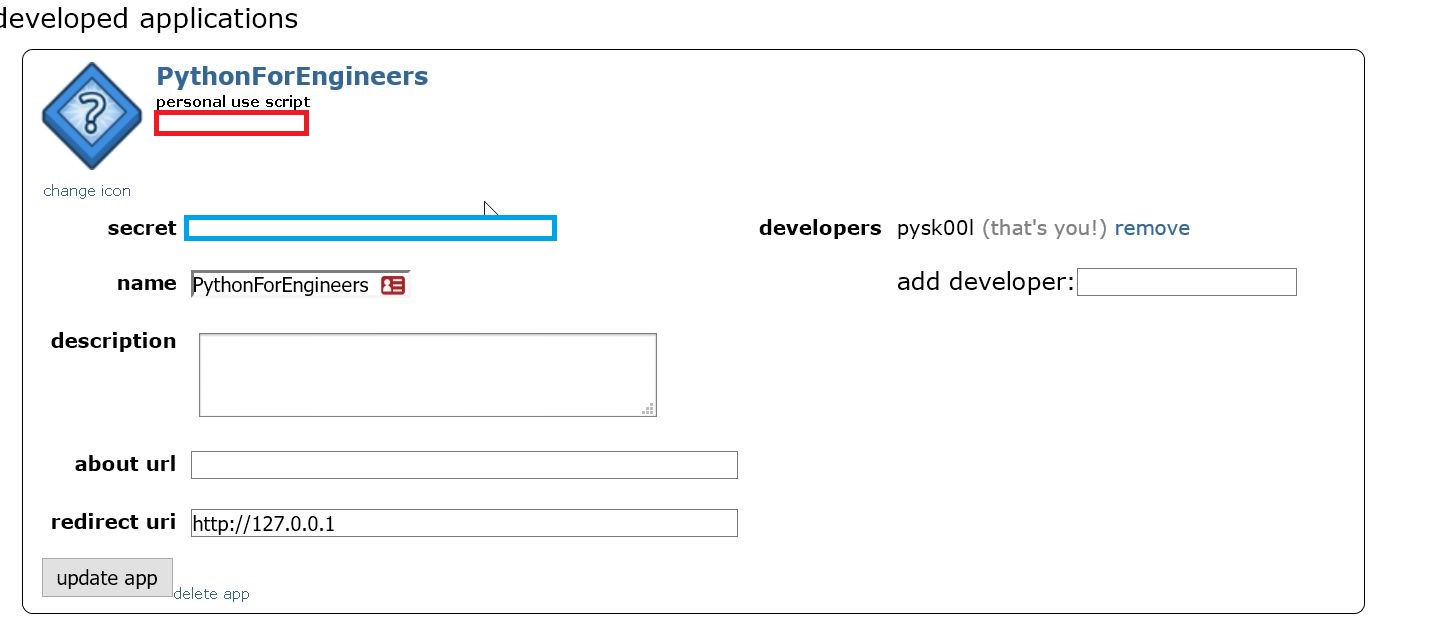 developed applications
PythonForEngineers
personal use script
change icon
secret
developers pysk00l (that's you!) remove
name PythonForEngineers
add developer:
description
about url
redirect uri http://127.0.0.1
update app
delete app